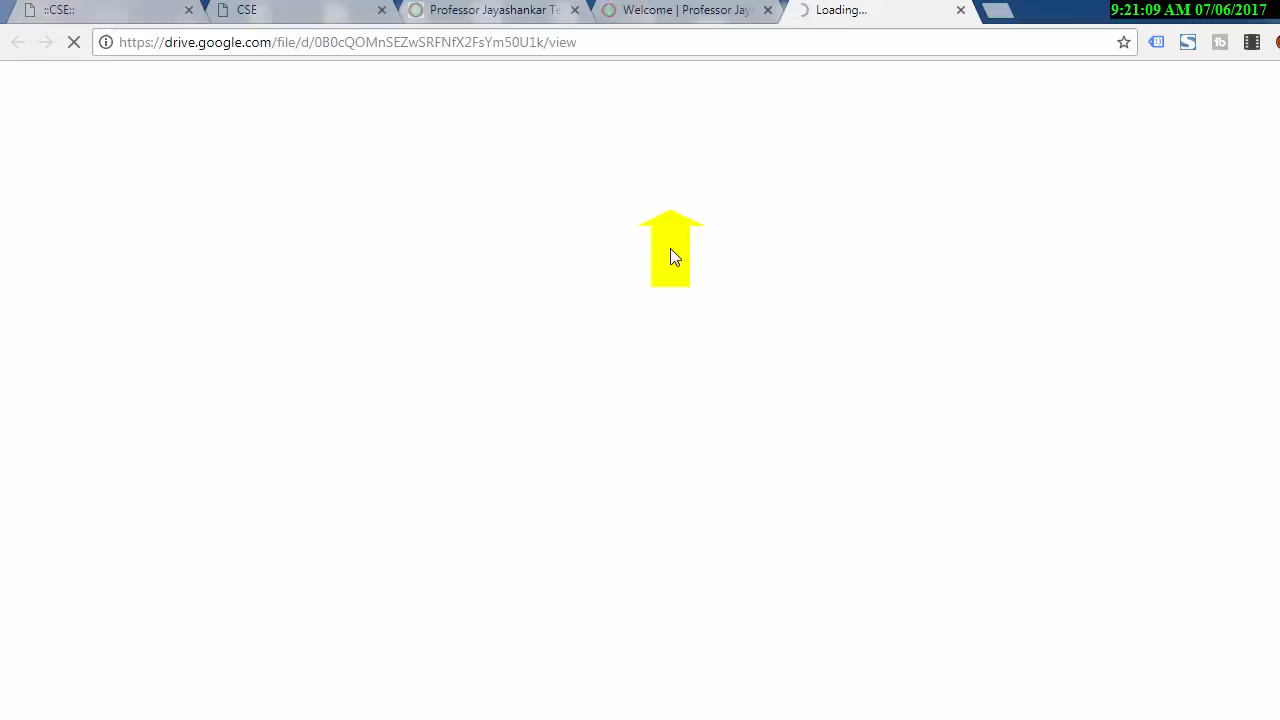 ::CSE::
CSE
Professor Jayashankar Te
Welcome | Professor Jay
Loading...
9:21:09 AM 07/06/2017
https://drive.google.com/file/d/0B0cQOMnSEZwSRFNfX2FsYm50U1k/view